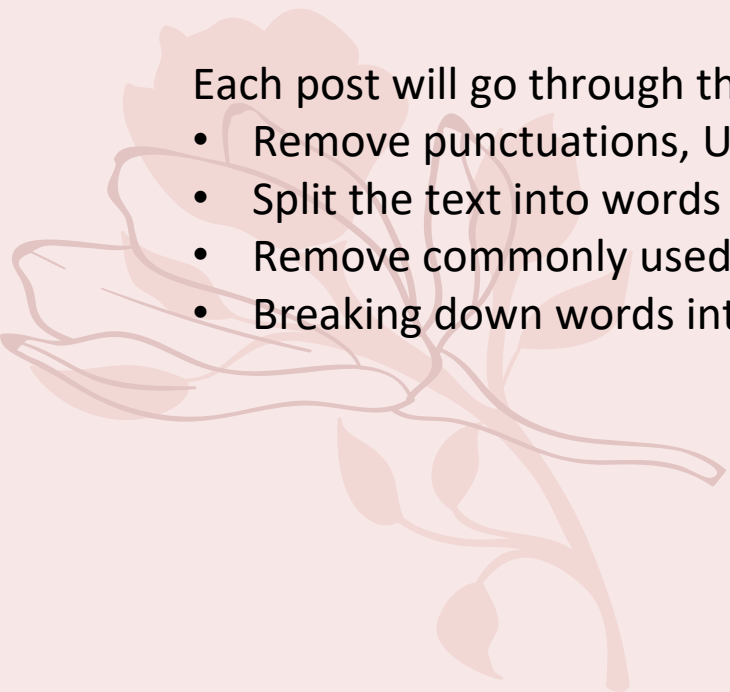 Each post will go through th
• Remove punctuations, U
• Split the text into words
• Remove commonly used
• Breaking down words int